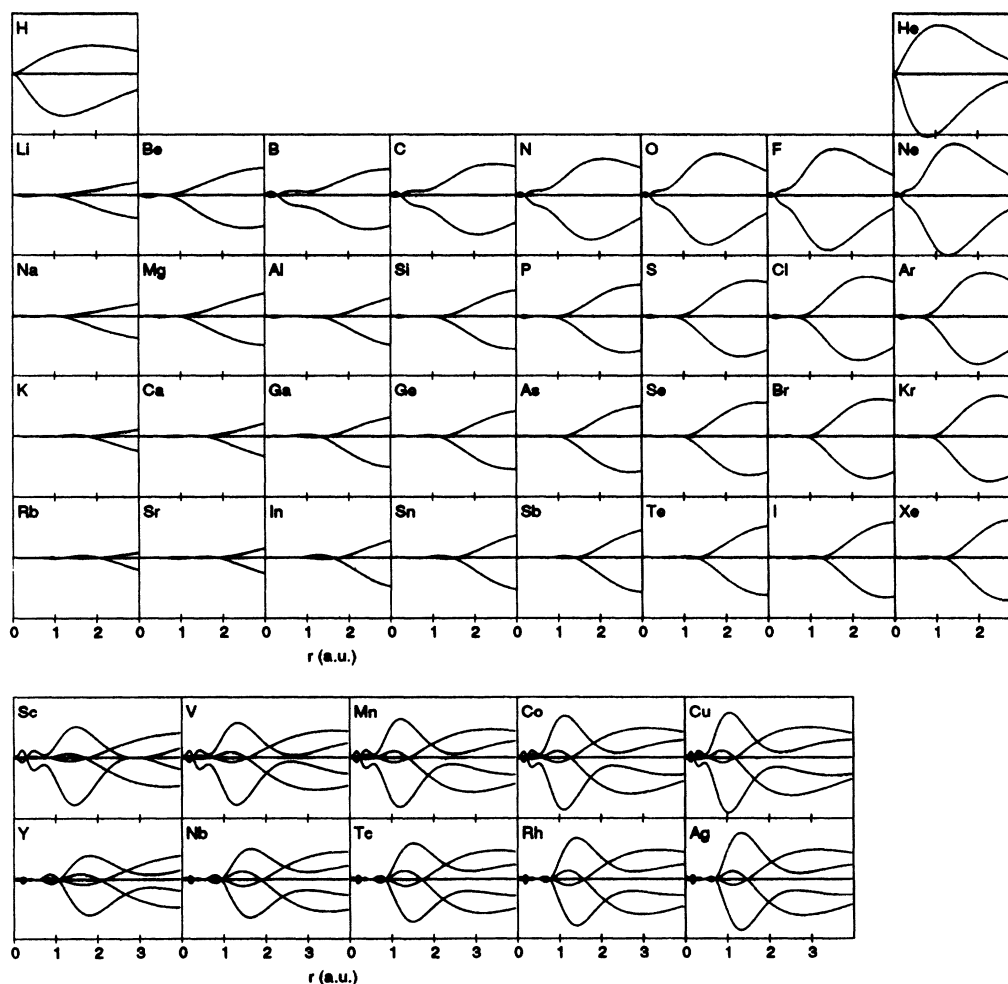 H He
Li Be B C N O F Ne
Na Mg Al Si P S Cl Ar
K Ca Ga Ge As Se Br Kr
Rb Sr In Sn Sb Te I Xe
0 1 2 0 1 2 0 1 2 0 1 2 0 1 2 0 1 2 0 1 2 0 1 2
r (a.u.)
Sc V Mn Co Cu
Y Nb Tc Rh Ag
0 1 2 3 0 1 2 3 0 1 2 3 0 1 2 3 0 1 2 3
r (a.u.)